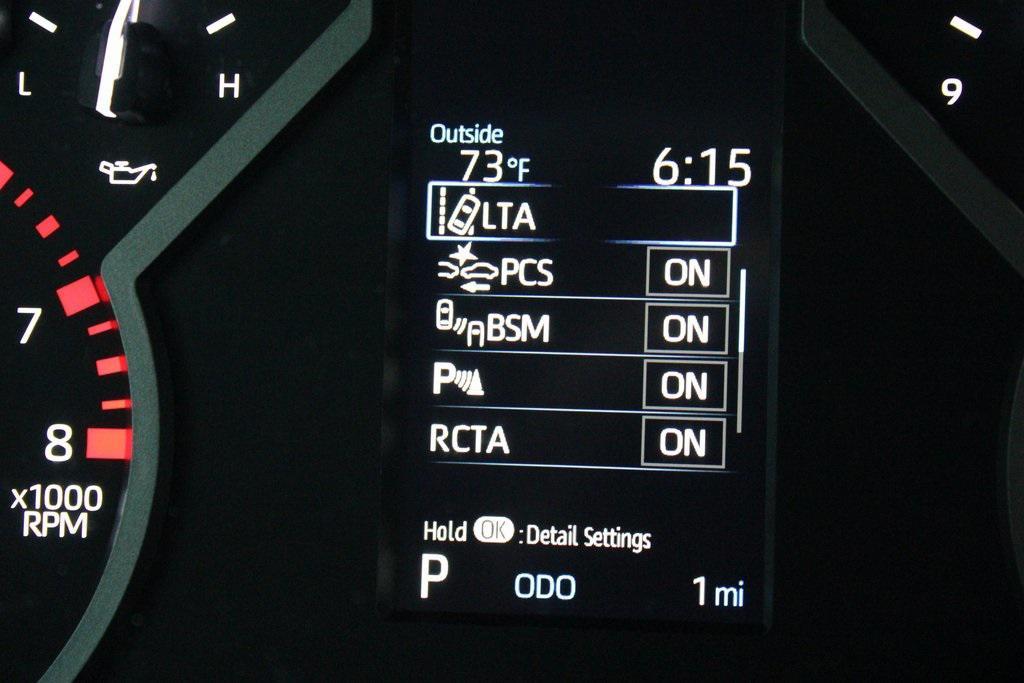 L H
7
8
x1000
RPM
Outside
73°F 6:15
LTA
PCS ON
BSM ON
P ON
RCTA ON
Hold OK : Detail Settings
P ODO 1 mi
9